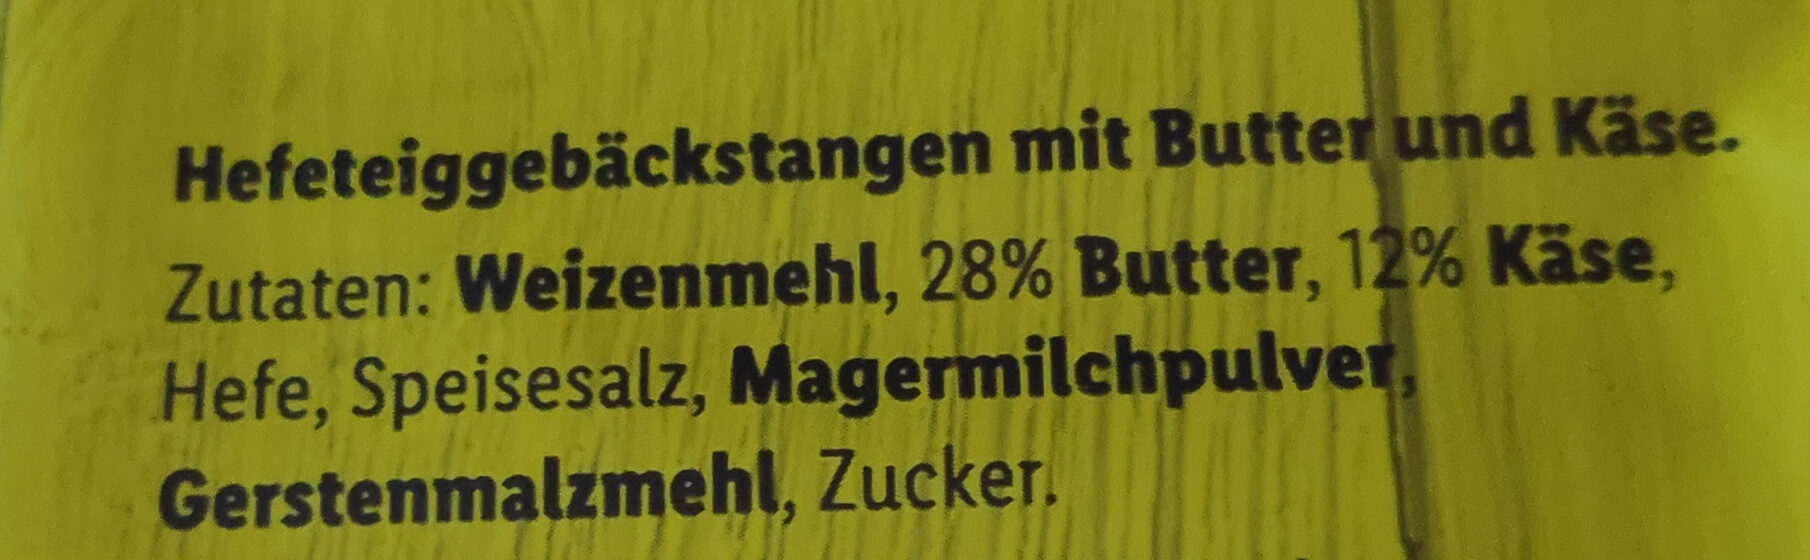 Hefeteiggebäckstangen mit Butter und Käse.
Zutaten: Weizenmehl, 28% Butter, 12% Käse,
Hefe, Speisesalz, Magermilchpulver,
Gerstenmalzmehl, Zucker.